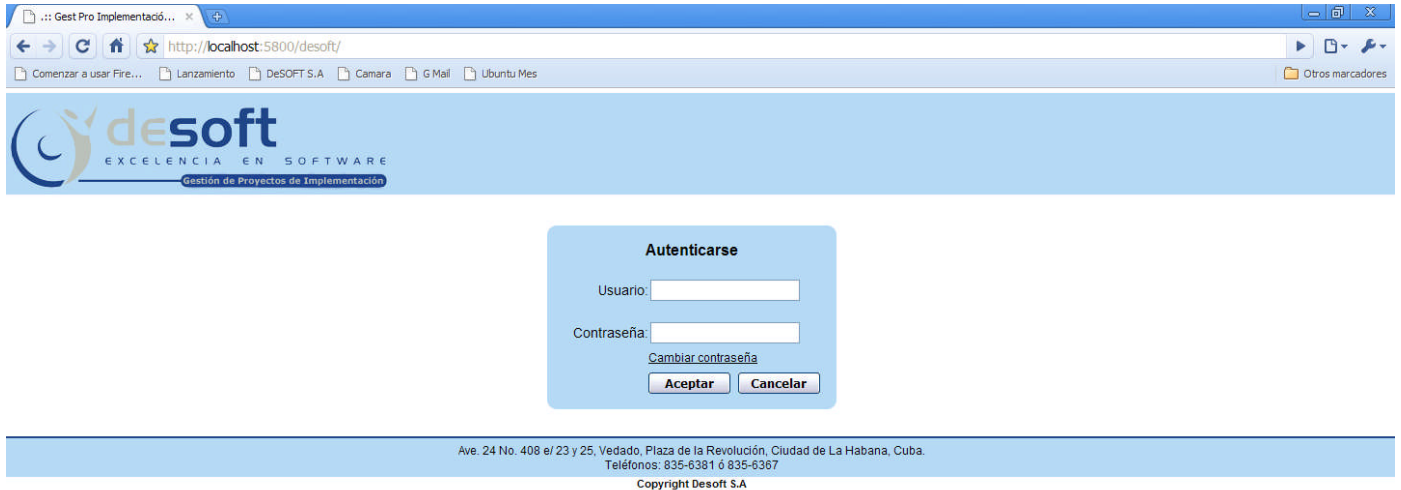 .:: Gest Pro Implementació...
http://localhost:5800/desoft/
Comenzar a usar Fire... Lanzamiento DeSOFT S.A Camara G Mail Ubuntu Mes Otros marcadores
desoft
EXCELENCIA EN SOFTWARE
Gestión de Proyectos de Implementación
Autenticarse
Usuario:
Contraseña:
Cambiar contraseña
Aceptar Cancelar
Ave. 24 No. 408 e/ 23 y 25, Vedado, Plaza de la Revolución, Ciudad de La Habana, Cuba.
Teléfonos: 835-6381 ó 835-6367
Copyright Desoft S.A